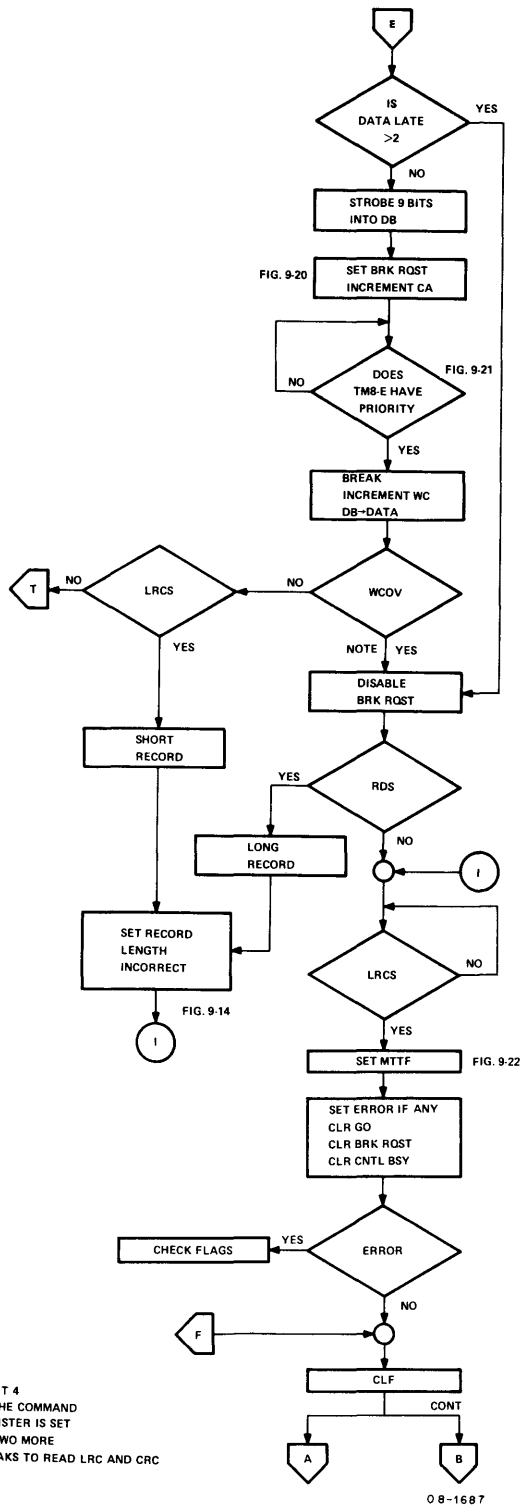 E
IS
DATA LATE
>2
YES
NO
STROBE 9 BITS
INTO DB
FIG. 9-20
SET BRK RQST
INCREMENT CA
DOES
TM8-E HAVE
PRIORITY
FIG. 9-21
NO
YES
BREAK
INCREMENT WC
DB→DATA
T
NO
LRCS
NO
WCOV
YES
NOTE
YES
DISABLE
BRK RQST
SHORT
RECORD
YES
RDS
LONG
RECORD
NO
I
SET RECORD
LENGTH
INCORRECT
LRCS
NO
FIG. 9-14
I
YES
SET MTTF
FIG. 9-22
SET ERROR IF ANY
CLR GO
CLR BRK RQST
CLR CNTL BSY
CHECK FLAGS
YES
ERROR
NO
F
CLF
CONT
A
B
T 4
HE COMMAND
ISTER IS SET
WO MORE
AKS TO READ LRC AND CRC
08-1687